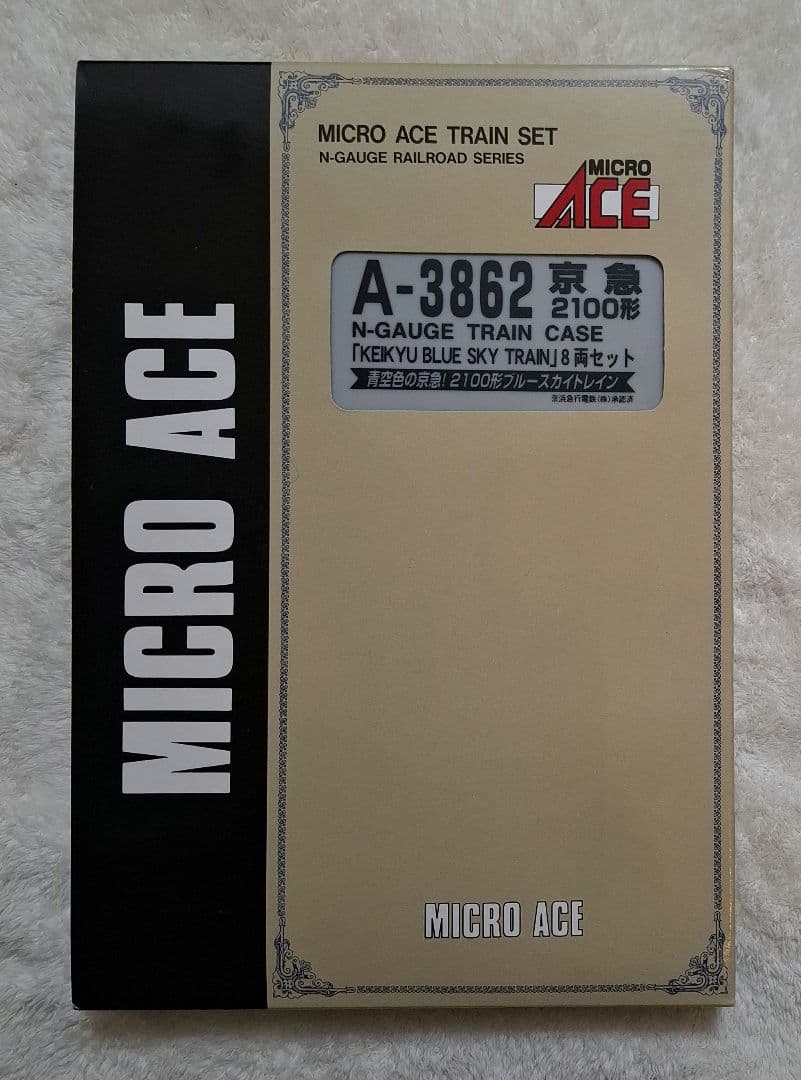 MICRO ACE
MICRO ACE TRAIN SET
N-GAUGE RAILROAD SERIES
MICRO
ACE
A-3862 京急
2100形
N-GAUGE TRAIN CASE
「KEIKYU BLUE SKY TRAIN」8両セット
青空色の京急!2100形ブルースカイトレイン
京浜急行電鉄(株)承認済
MICRO ACE